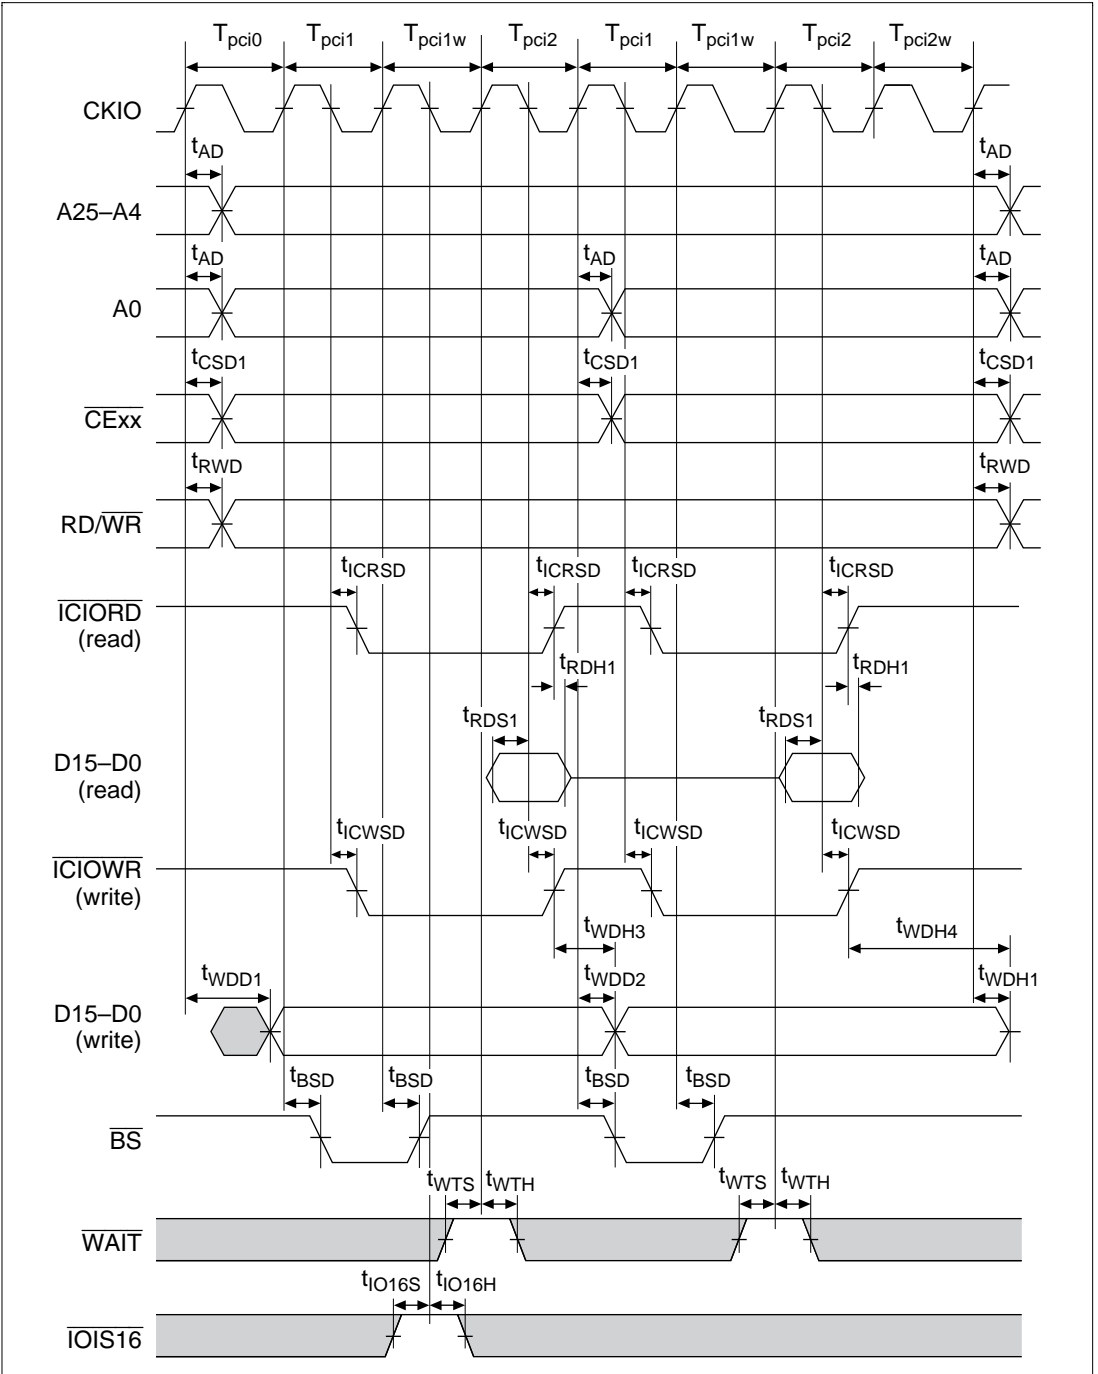 Tpci0 Tpci1 Tpci1w Tpci2 Tpci1 Tpci1w Tpci2 Tpci2w
CKIO
tAD tAD
A25–A4
tAD tAD tAD
A0
tCSD1 tCSD1 tCSD1
CExx
tRWD tRWD
RD/WR
tICRSD tICRSD tICRSD tICRSD
ICIORD
(read)
tRDH1 tRDH1
tRDS1 tRDS1
D15–D0
(read)
tICWSD tICWSD tICWSD tICWSD
ICIOWR
(write)
tWDH3 tWDH4
tWDD1 tWDD2 tWDH1
D15–D0
(write)
tBSD tBSD tBSD tBSD
BS
tWTS tWTH tWTS tWTH
WAIT
tIO16S tIO16H
IOIS16